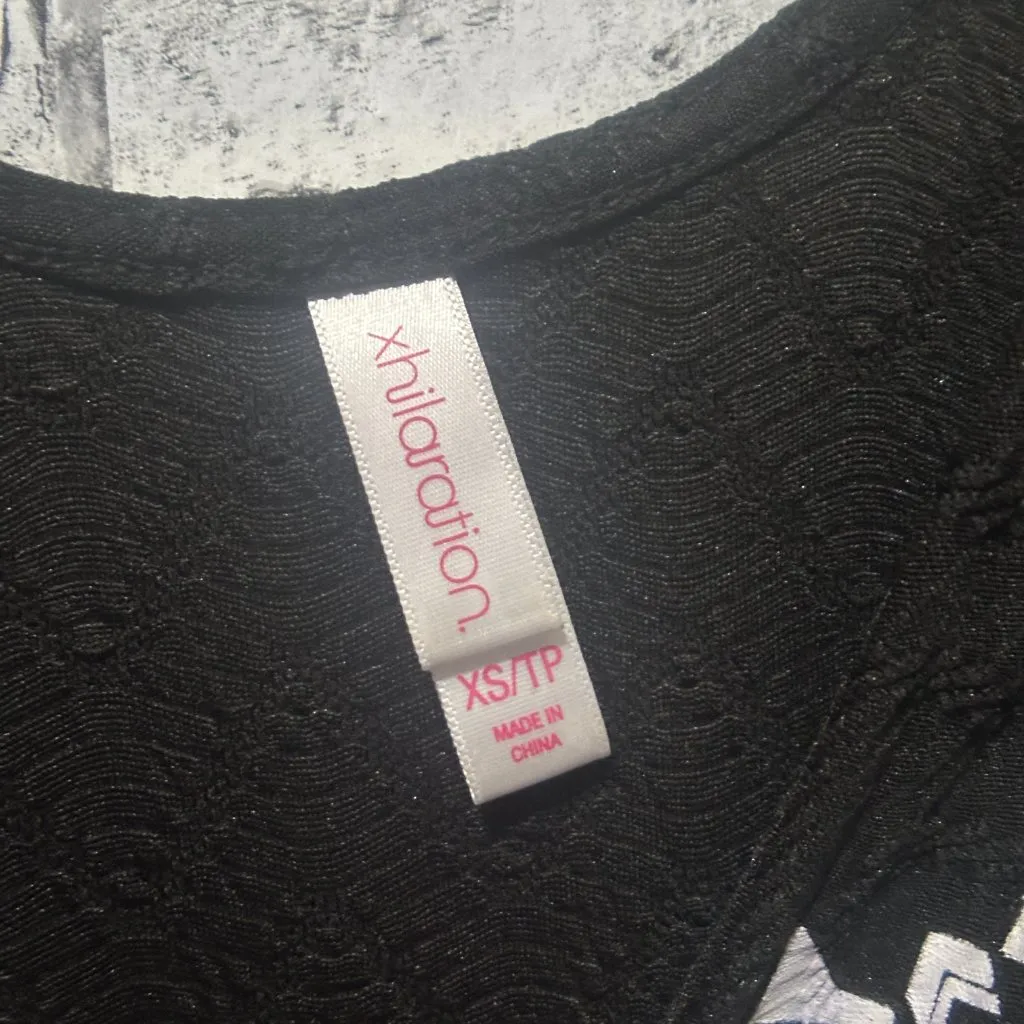 xhilaration.
XS/TP
MADE IN
CHINA